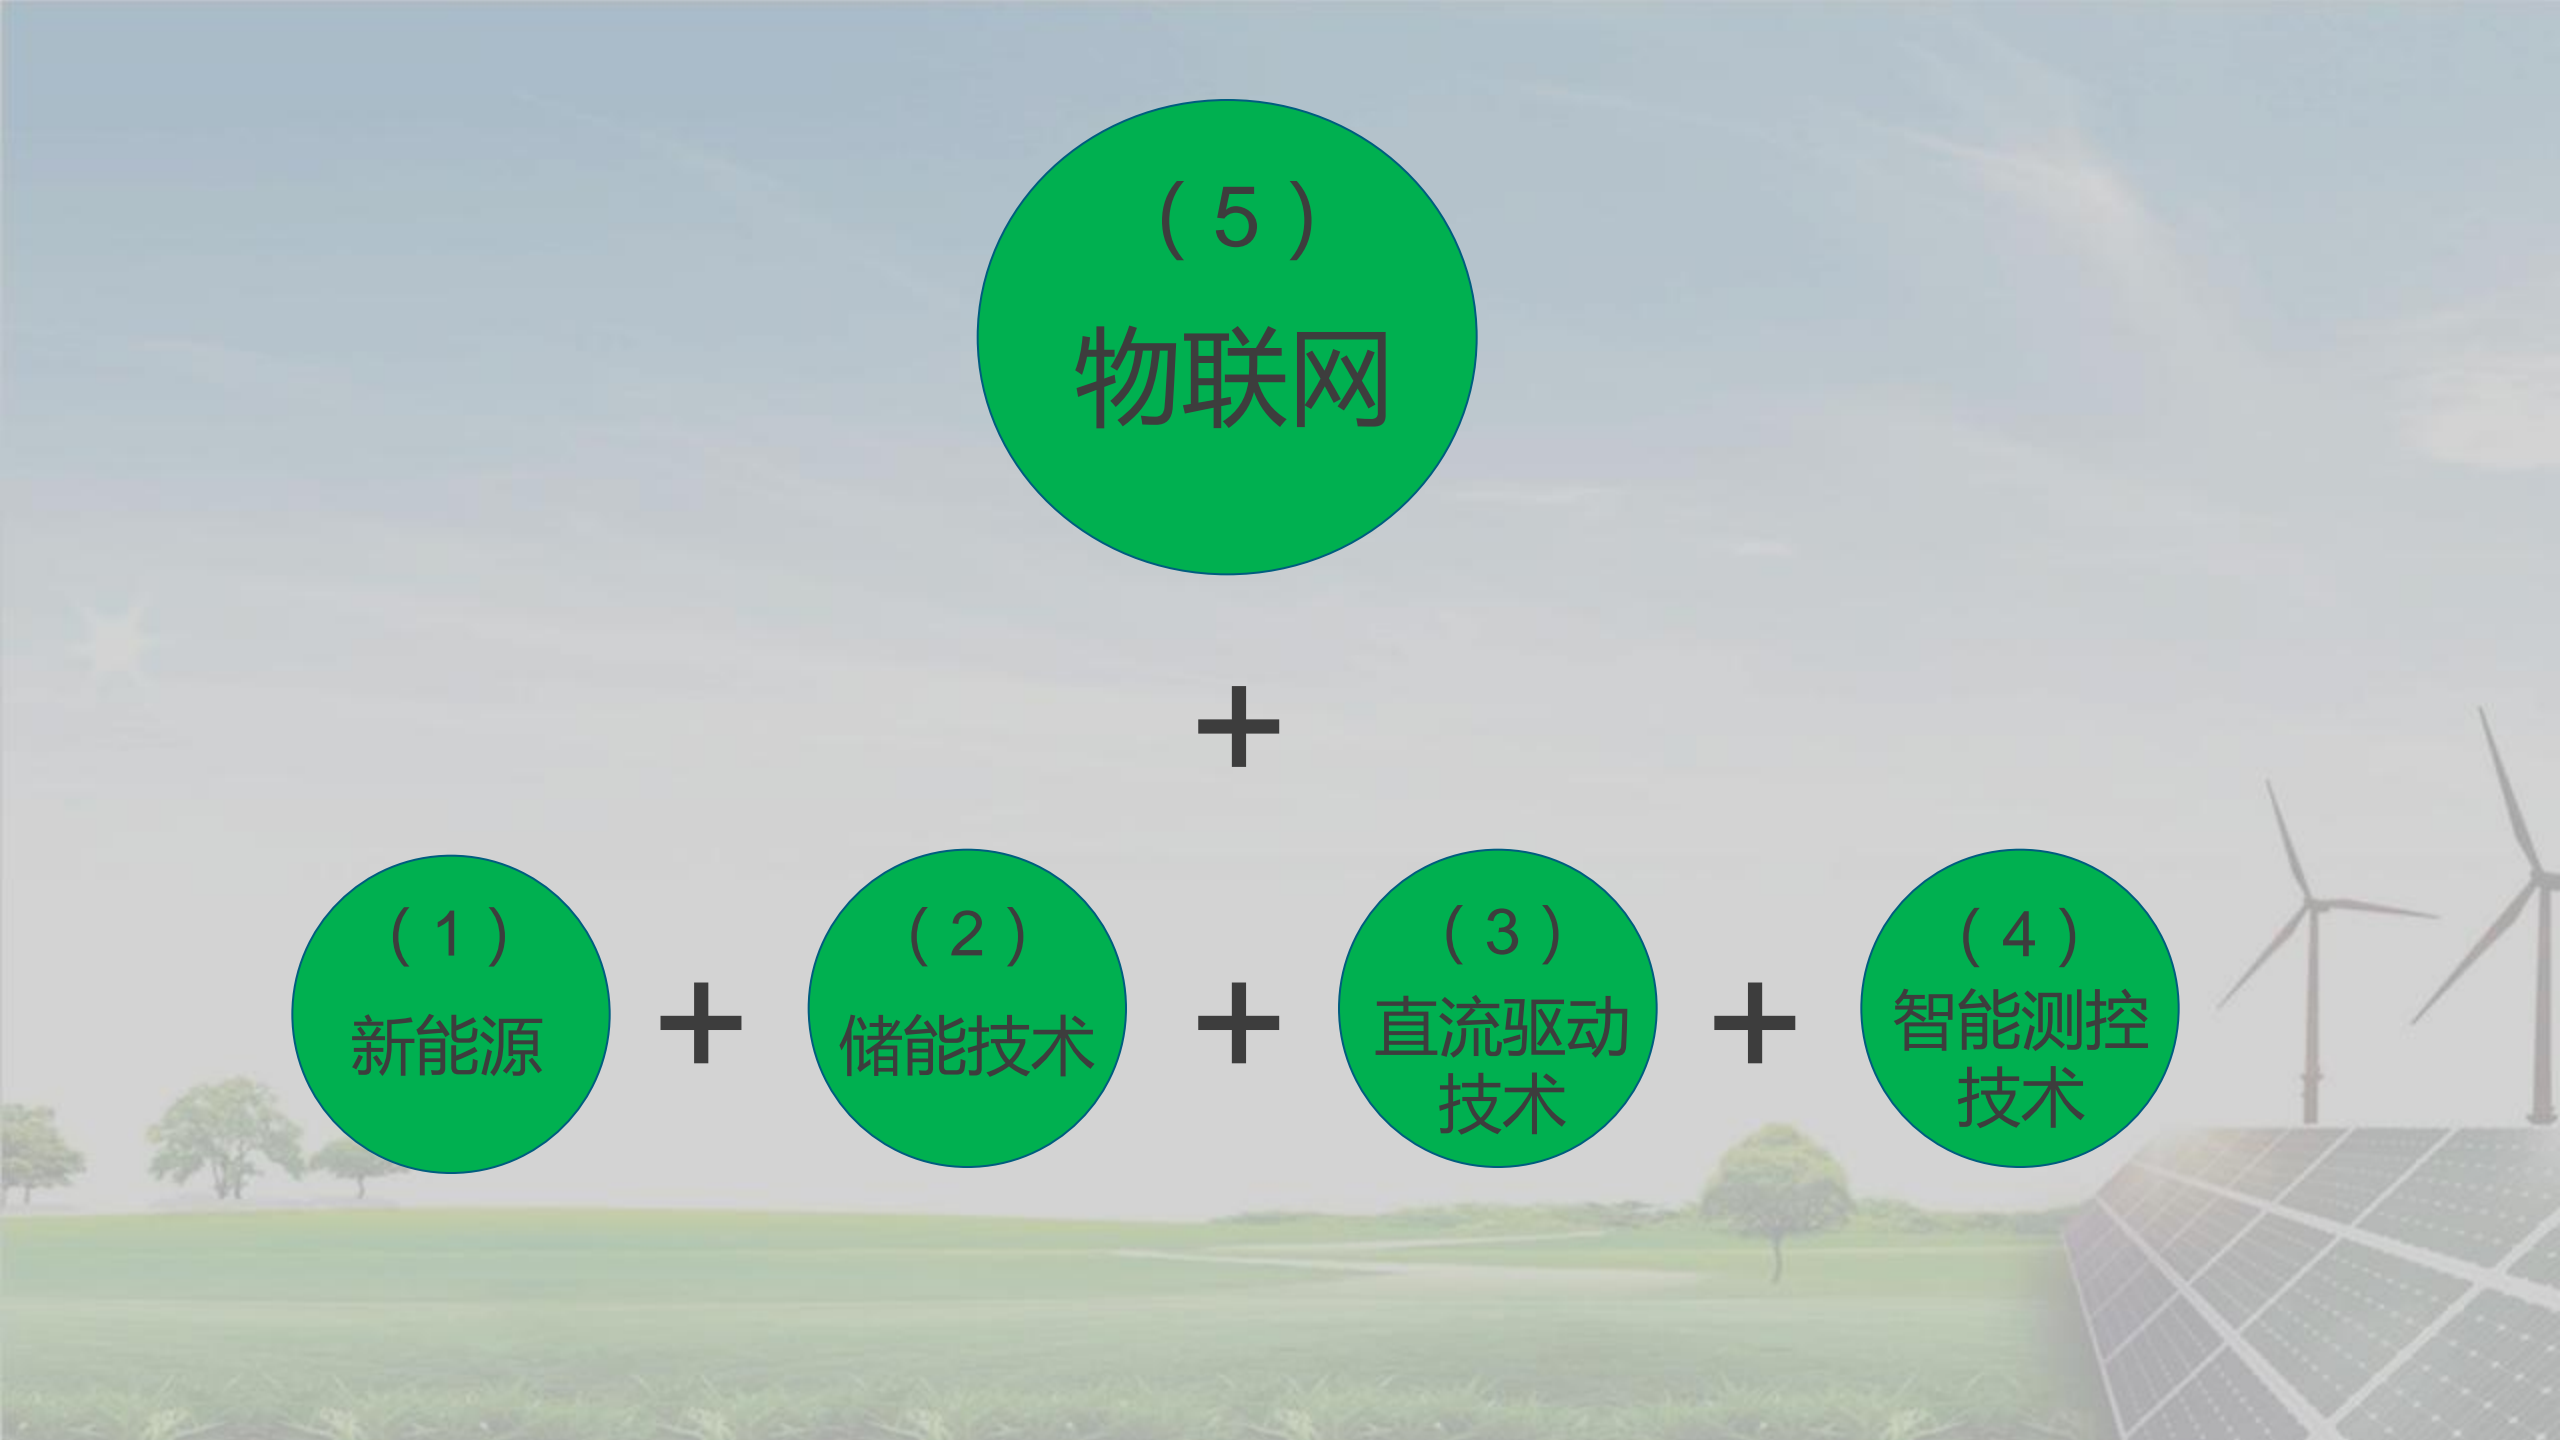 （5）
物联网
+
（1）
新能源
+
（2）
储能技术
+
（3）
直流驱动
技术
+
（4）
智能测控
技术